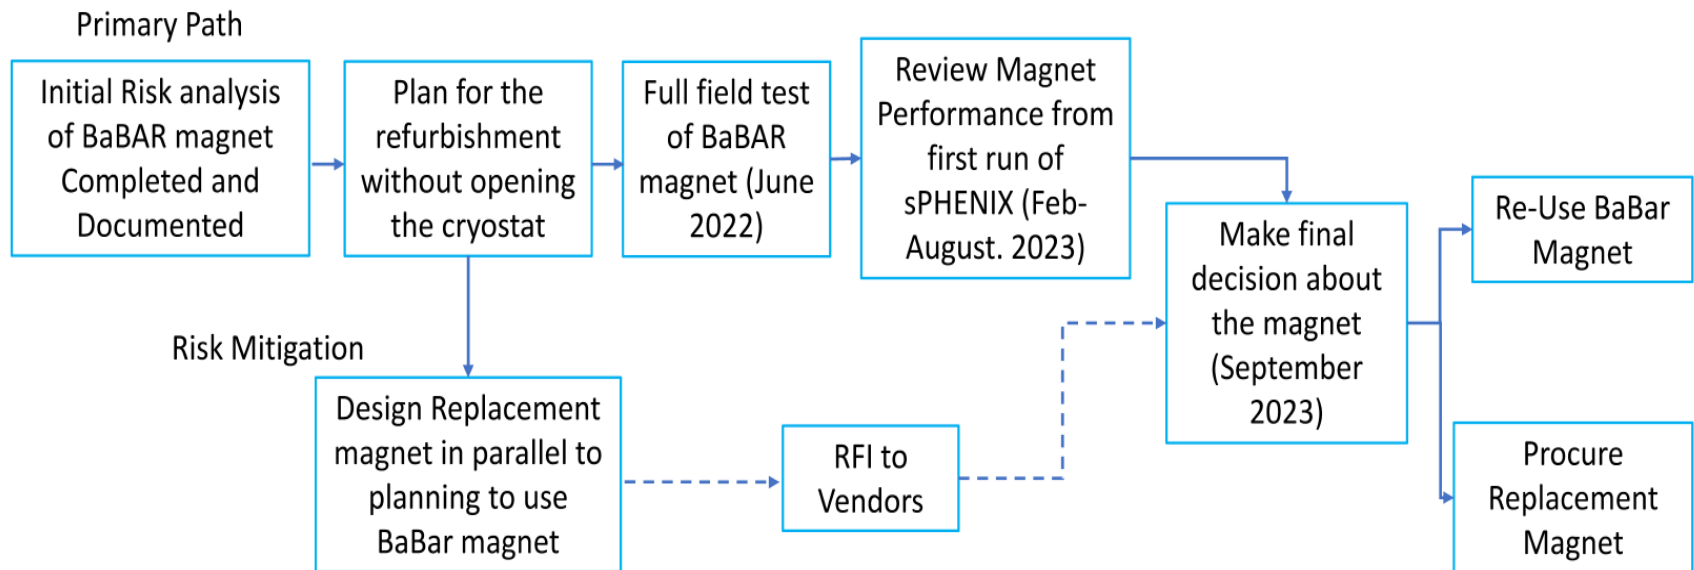 Primary Path
Initial Risk analysis
of BaBAR magnet
Completed and
Documented
Plan for the
refurbishment
without opening
the cryostat
Full field test
of BaBAR
magnet (June
2022)
Review Magnet
Performance from
first run of
sPHENIX (Feb-
August. 2023)
Make final
decision about
the magnet
(September
2023)
Re-Use BaBar
Magnet
Procure
Replacement
Magnet
Risk Mitigation
Design Replacement
magnet in parallel to
planning to use
BaBar magnet
RFI to
Vendors